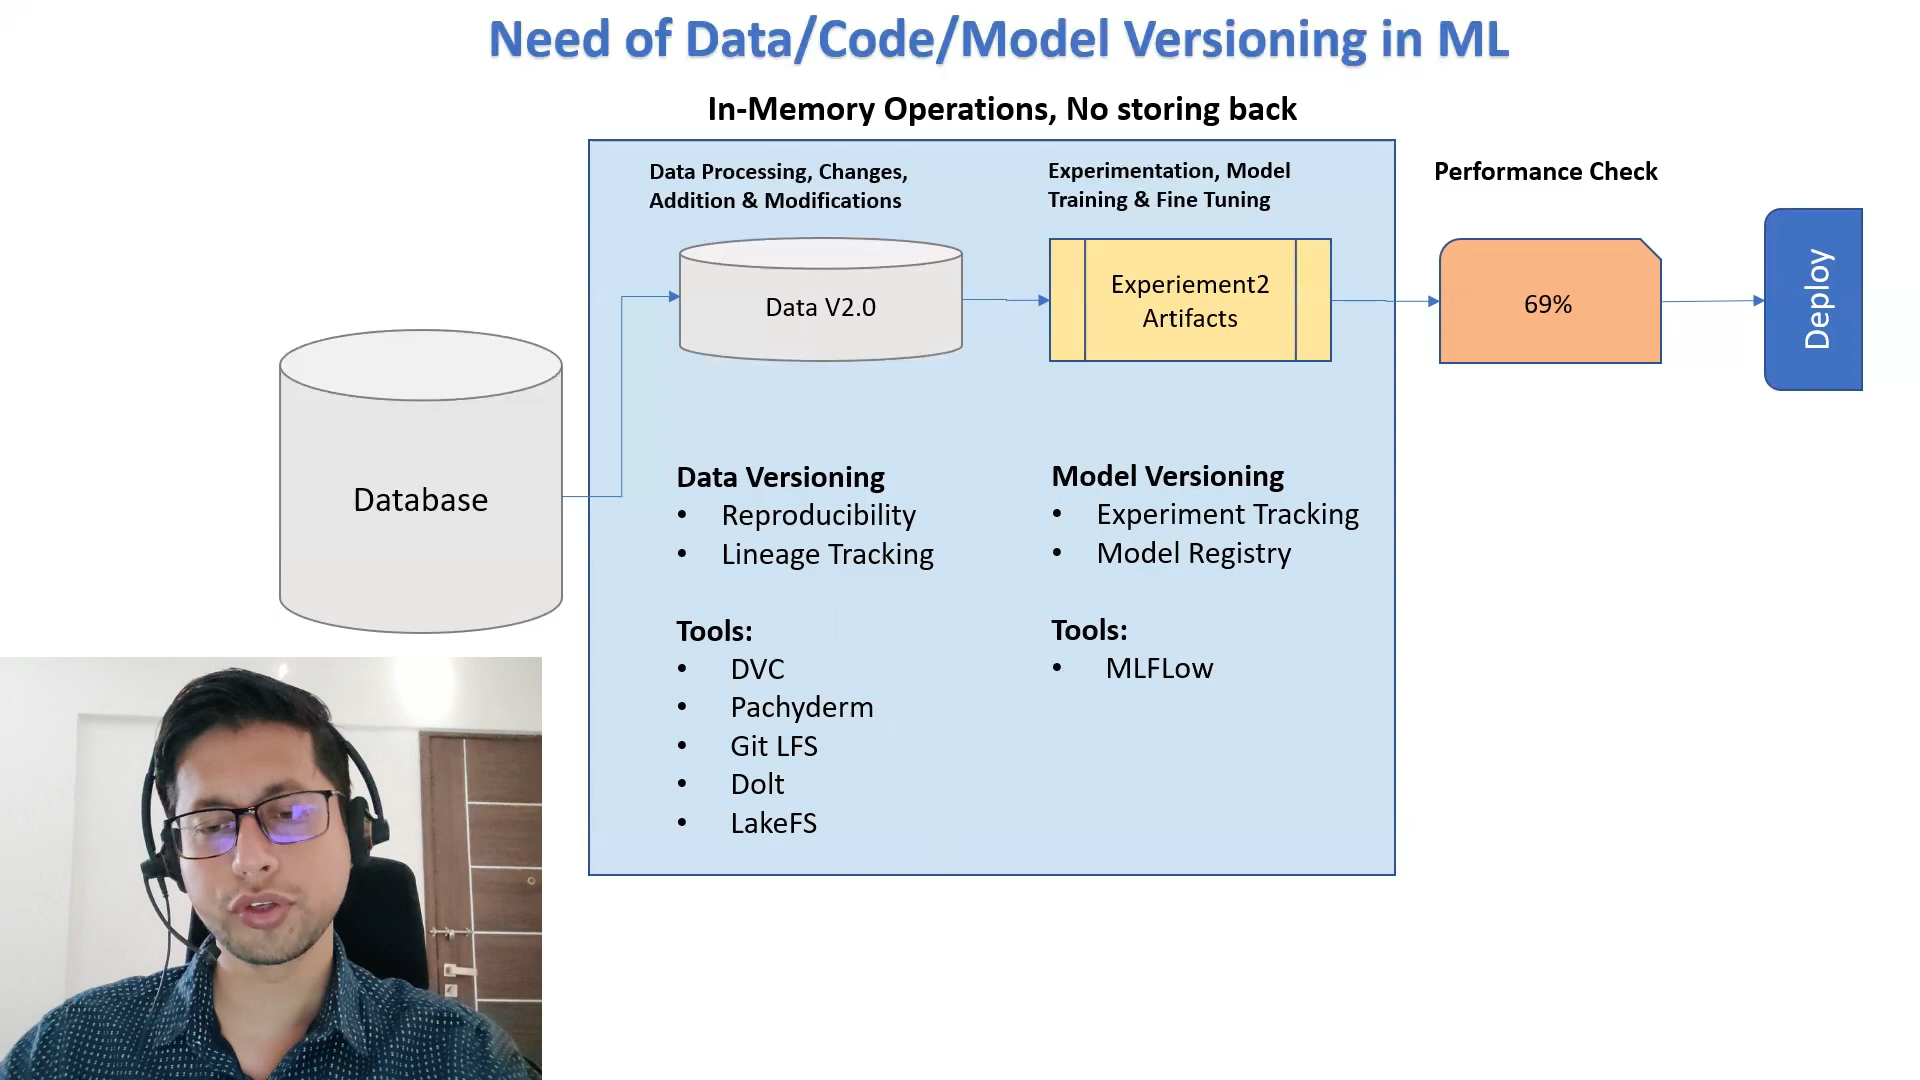 Need of Data/Code/Model Versioning in ML
In-Memory Operations, No storing back
Data Processing, Changes,
Addition & Modifications
Experimentation, Model
Training & Fine Tuning
Performance Check
Database
Data V2.0
Experiement2
Artifacts
69%
Deploy
Data Versioning
• Reproducibility
• Lineage Tracking
Tools:
• DVC
• Pachyderm
• Git LFS
• Dolt
• LakeFS
Model Versioning
• Experiment Tracking
• Model Registry
Tools:
• MLFLow